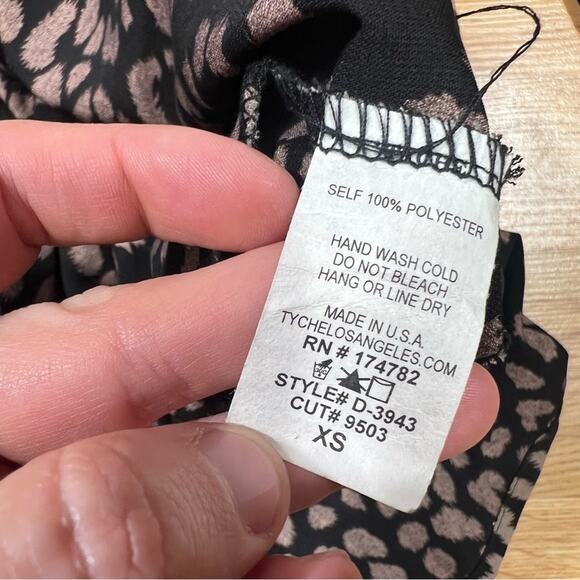 SELF 100% POLYESTER
HAND WASH COLD
DO NOT BLEACH
HANG OR LINE DRY
MADE IN U.S.A.
TYCHELOSANGELES.COM
RN # 174782
STYLE# D-3943
CUT# 9503
XS